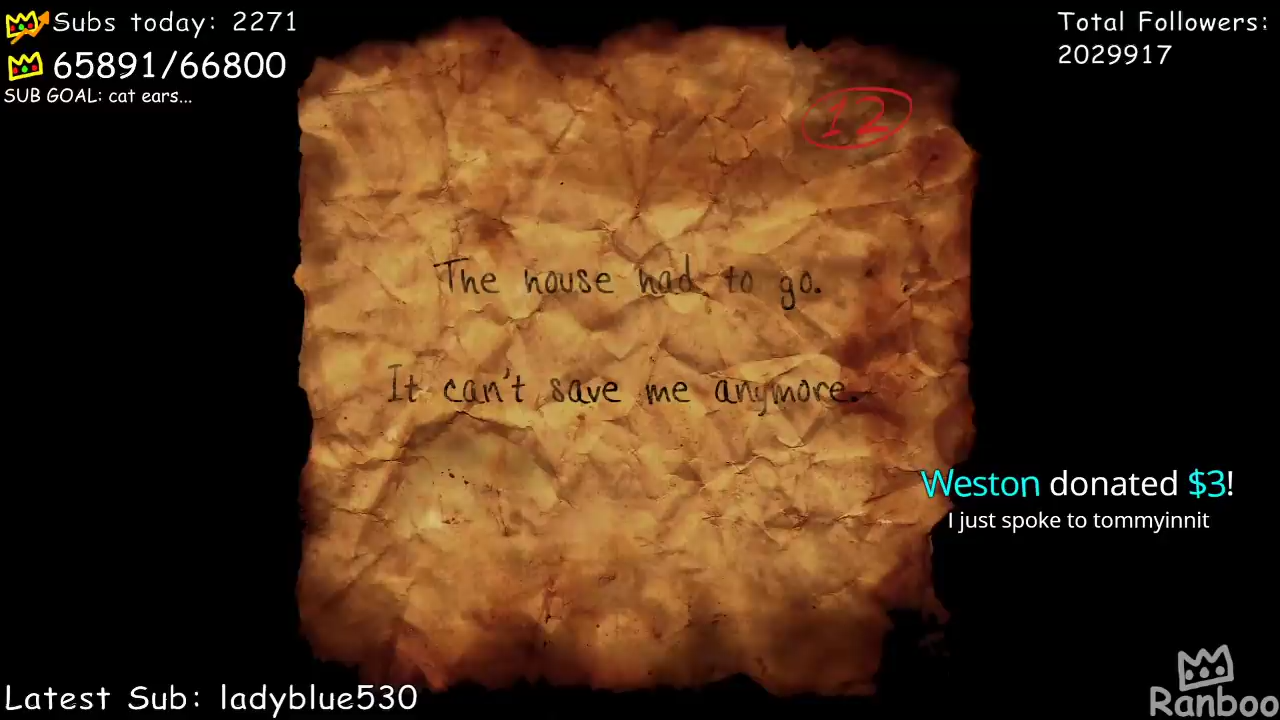 Subs today: 2271
65891/66800
SUB GOAL: cat ears...
Total Followers:
2029917
12
The house had to go.
It can't save me anymore.
Weston donated $3!
I just spoke to tommyinnit
Latest Sub: ladyblue530
Ranboo